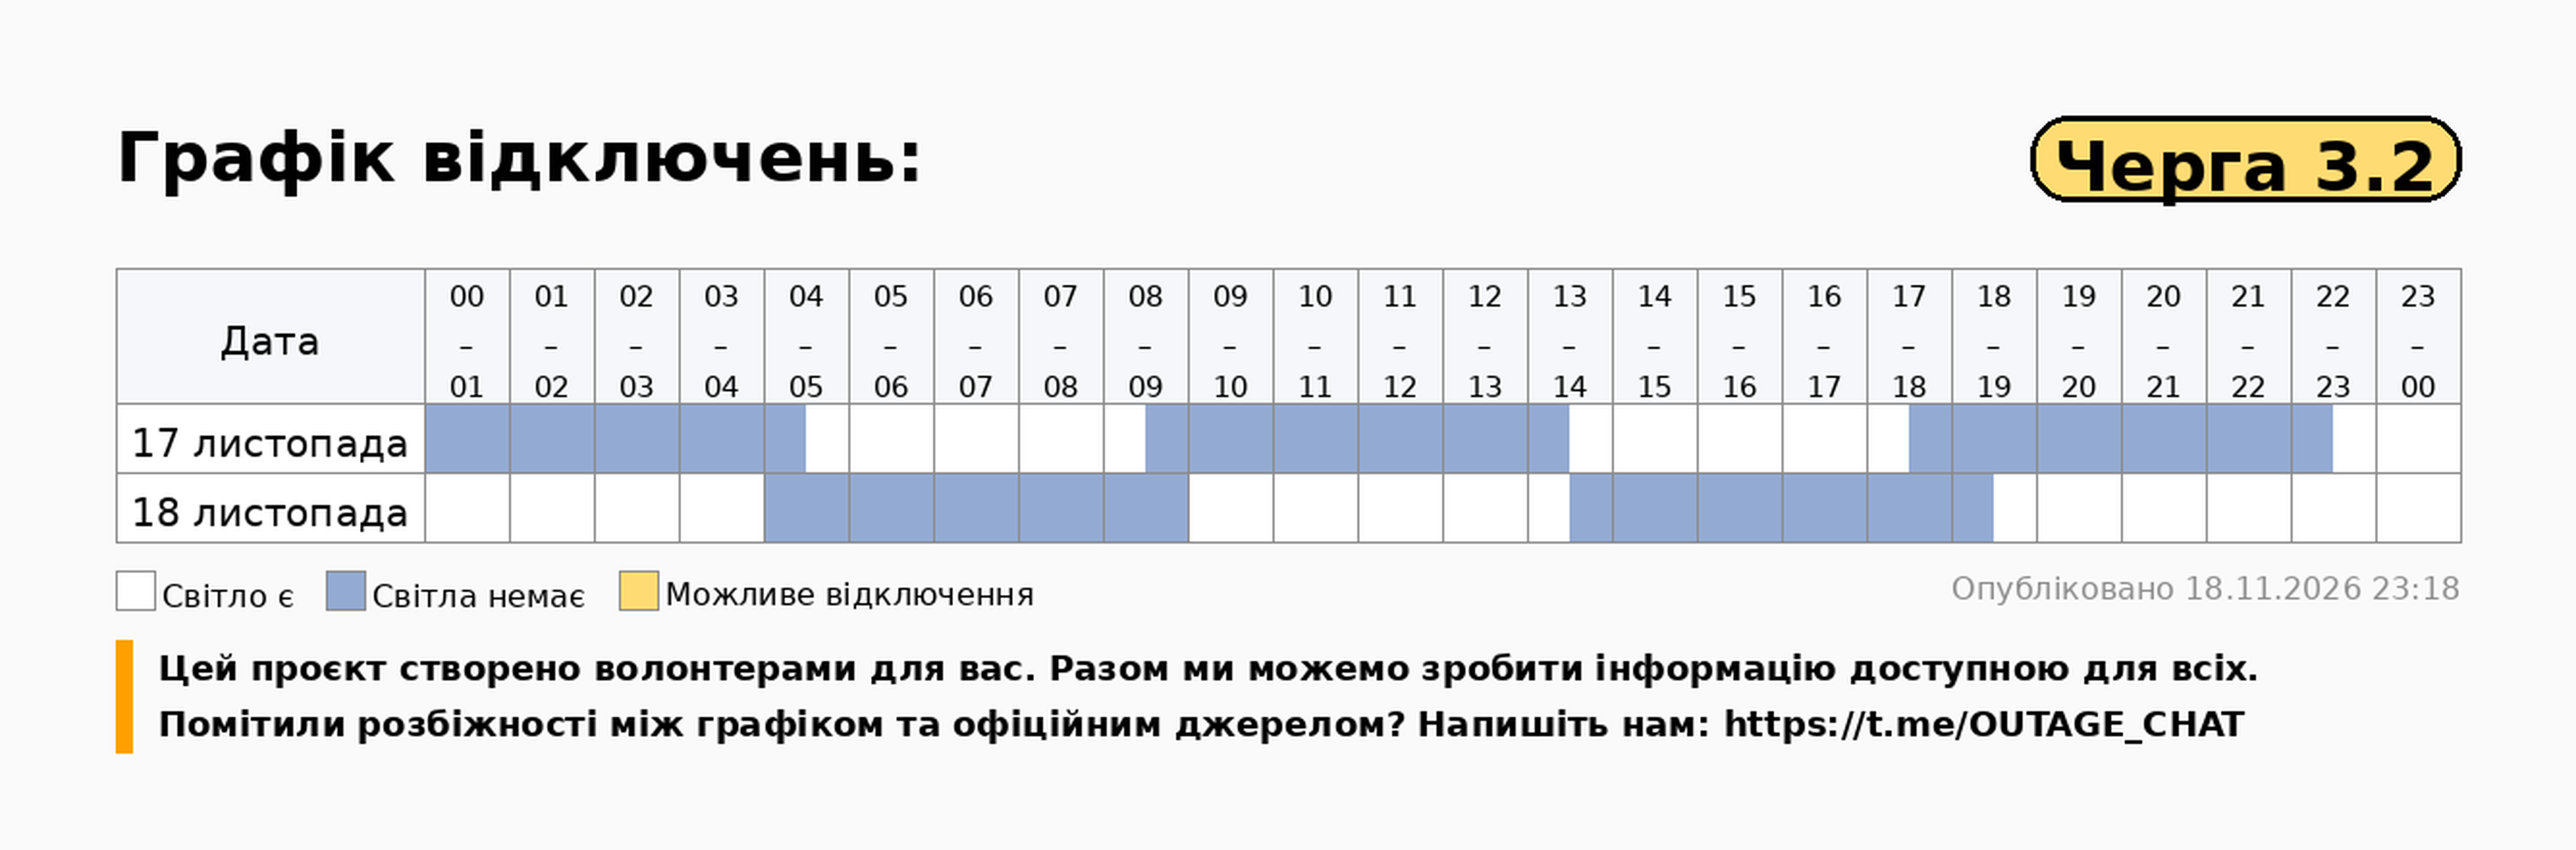 Графік відключень:
Черга 3.2
Дата 00 – 01 01 – 02 02 – 03 03 – 04 04 – 05 05 – 06 06 – 07 07 – 08 08 – 09 09 – 10 10 – 11 11 – 12 12 – 13 13 – 14 14 – 15 15 – 16 16 – 17 17 – 18 18 – 19 19 – 20 20 – 21 21 – 22 22 – 23 23 – 00
17 листопада
18 листопада
Світло є Світла немає Можливе відключення
Опубліковано 18.11.2026 23:18
Цей проєкт створено волонтерами для вас. Разом ми можемо зробити інформацію доступною для всіх.
Помітили розбіжності між графіком та офіційним джерелом? Напишіть нам: https://t.me/OUTAGE_CHAT